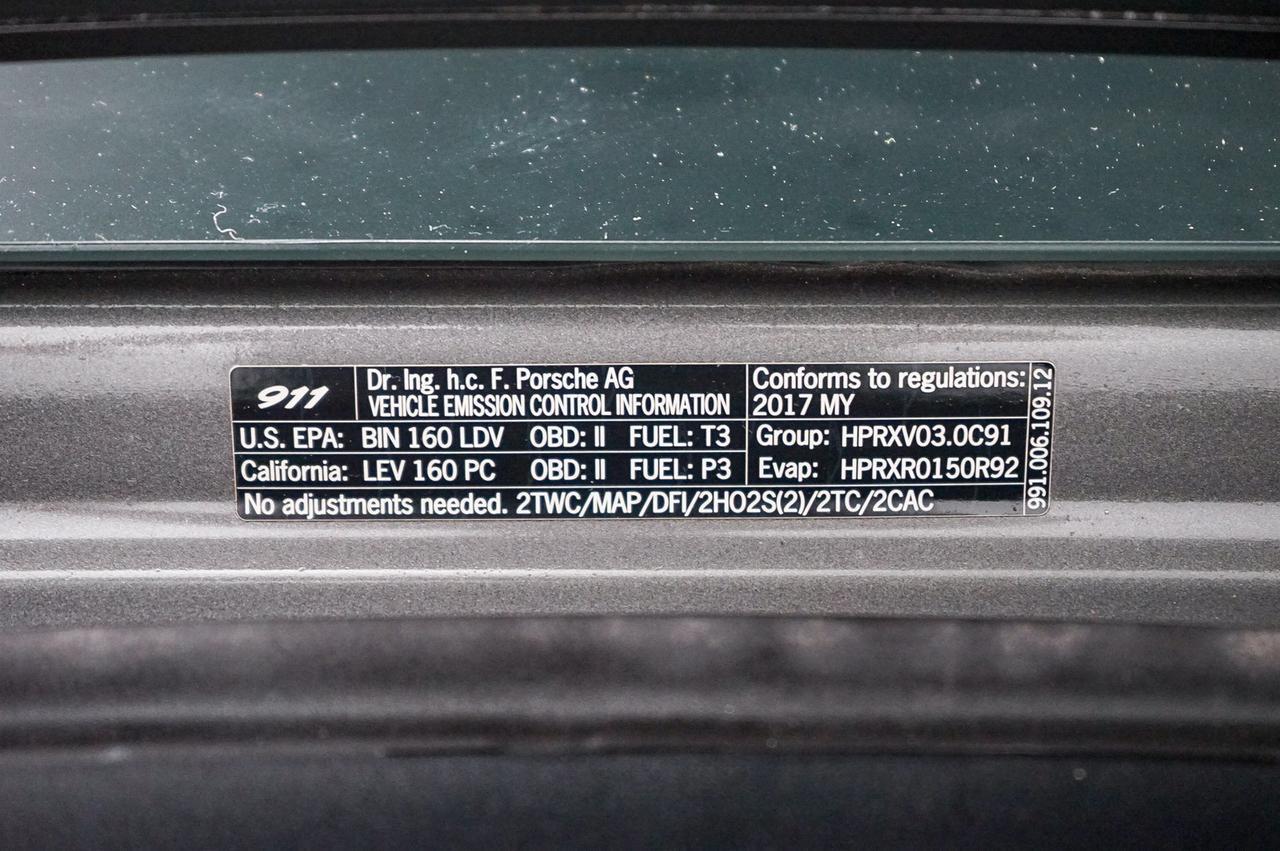 911
Dr. Ing. h.c. F. Porsche AG
VEHICLE EMISSION CONTROL INFORMATION
Conforms to regulations:
2017 MY
U.S. EPA: BIN 160 LDV OBD: II FUEL: T3
Group: HPRXV03.0C91
California: LEV 160 PC OBD: II FUEL: P3
Evap: HPRXR0150R92
No adjustments needed. 2TWC/MAP/DFI/2HO2S(2)/2TC/2CAC
991.006.109.12